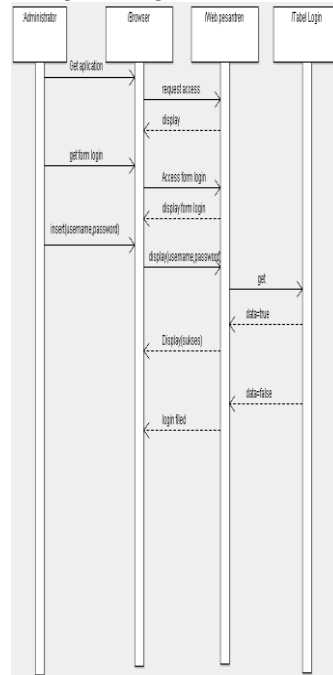 :Administrator
:Browser
:Web pesantren
:Tabel Login
Get aplication
request access
display
get form login
Access form login
display form login
insert(username,password)
display(username,password)
get
data=true
Display(sukses)
data=false
login filed